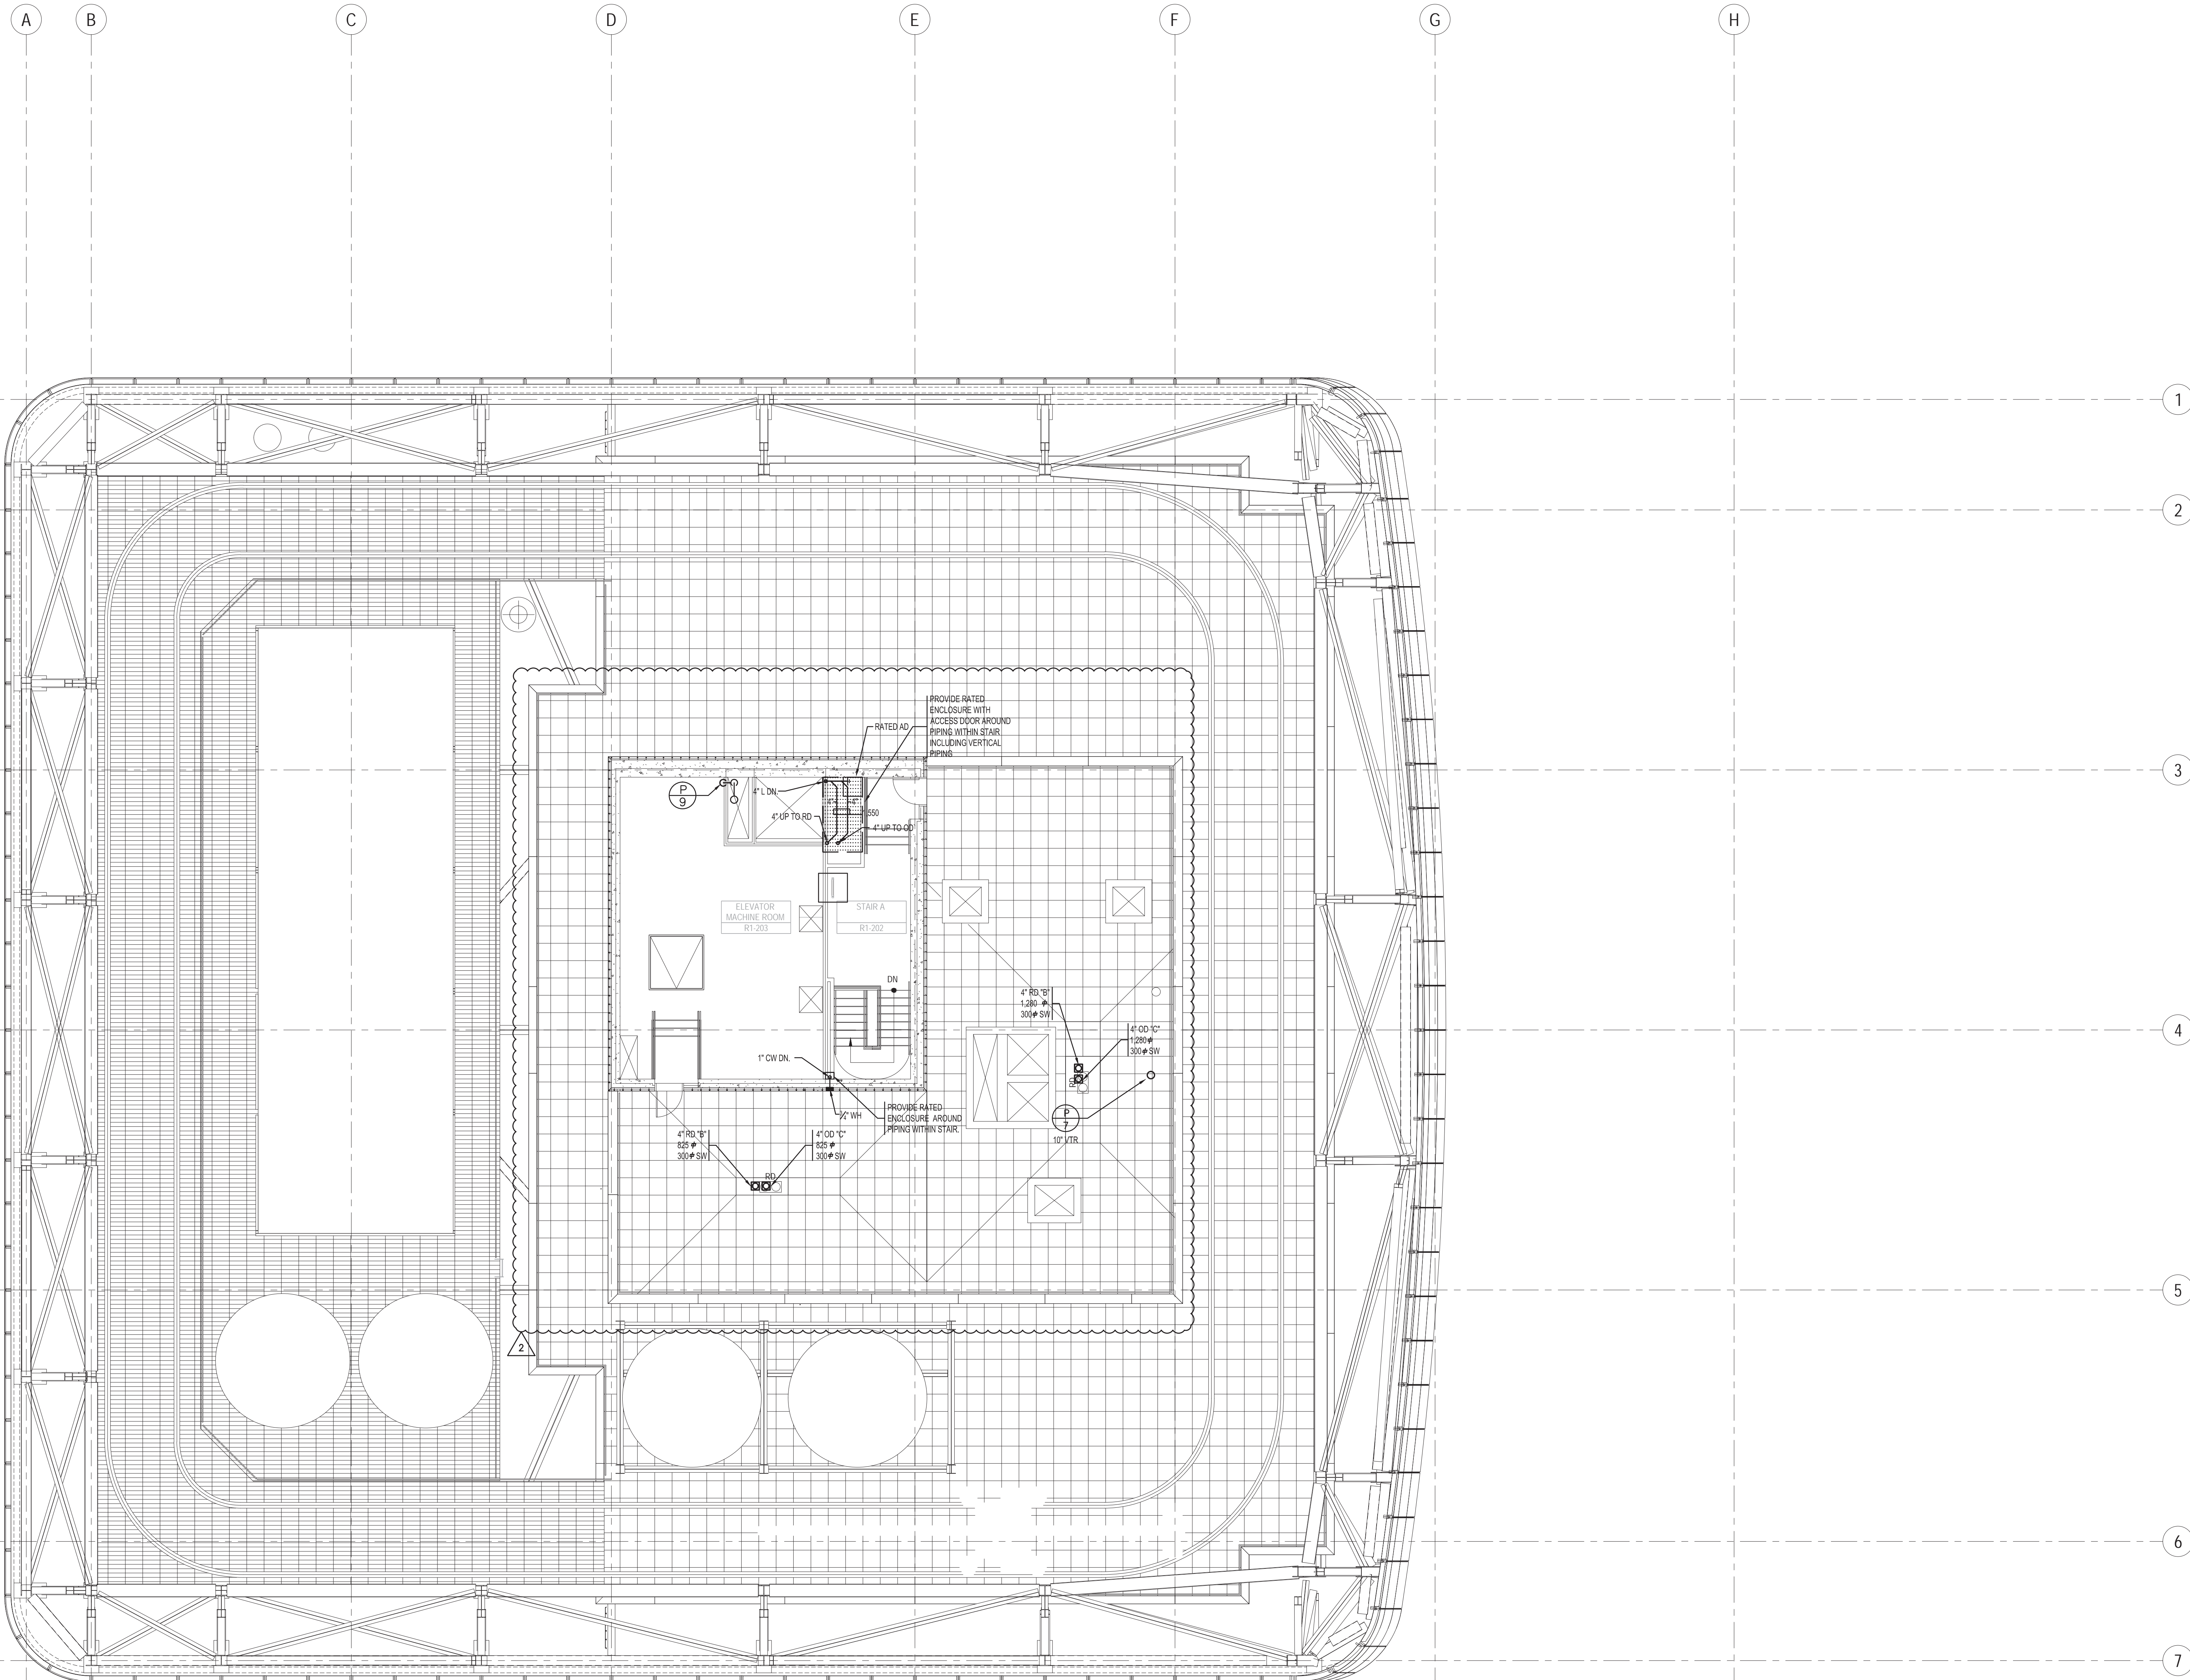 A
B
C
D
E
F
G
H
1
2
3
4
5
6
7
PROVIDE RATED
ENCLOSURE WITH
ACCESS DOOR AROUND
PIPING WITHIN STAIR
INCLUDING VERTICAL
PIPING
RATED AD
P
9
4" L DN.
4" UP TO RD
550
4" UP TO OD
ELEVATOR
MACHINE ROOM
R1-203
STAIR A
R1-202
DN
4" RD "B"
1,280 ⌀
300⌀ SW
4" OD "C"
1,280⌀
300⌀ SW
RD
P
7
10" VTR
1" CW DN.
¾" WH
PROVIDE RATED
ENCLOSURE AROUND
PIPING WITHIN STAIR.
4" RD "B"
825 ⌀
300⌀ SW
4" OD "C"
825 ⌀
300⌀ SW
RD
2